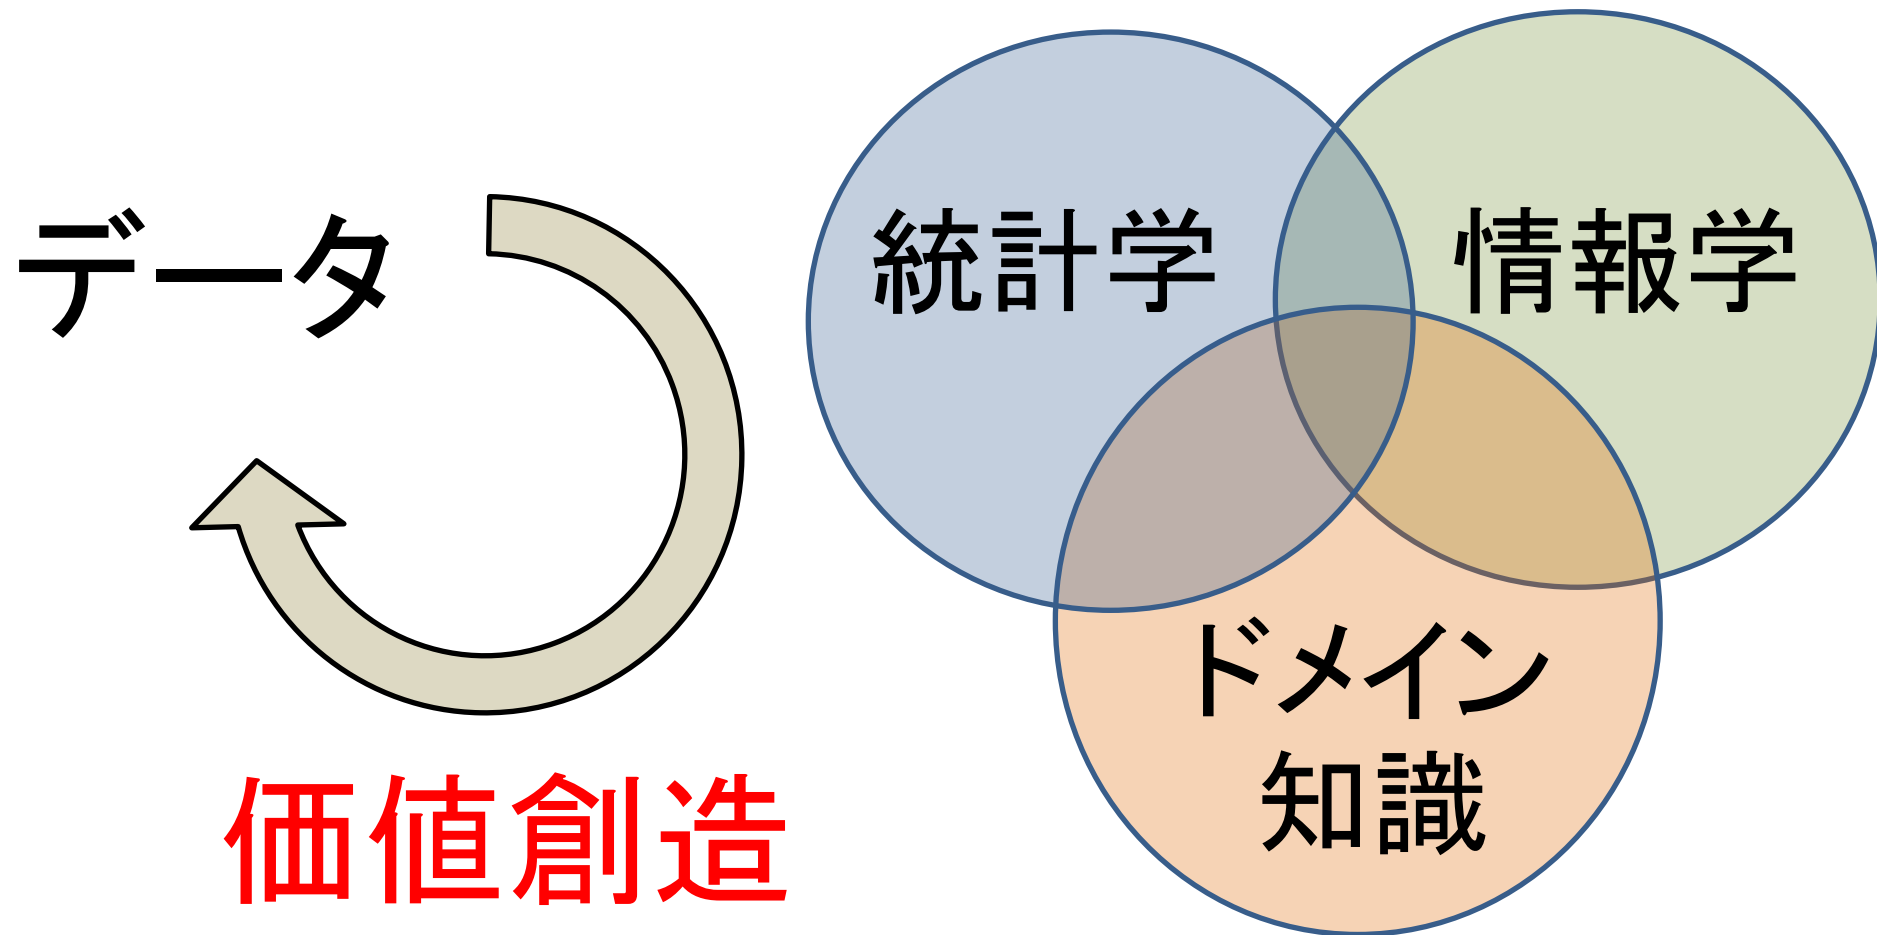 データ
統計学
情報学
ドメイン
知識
価値創造